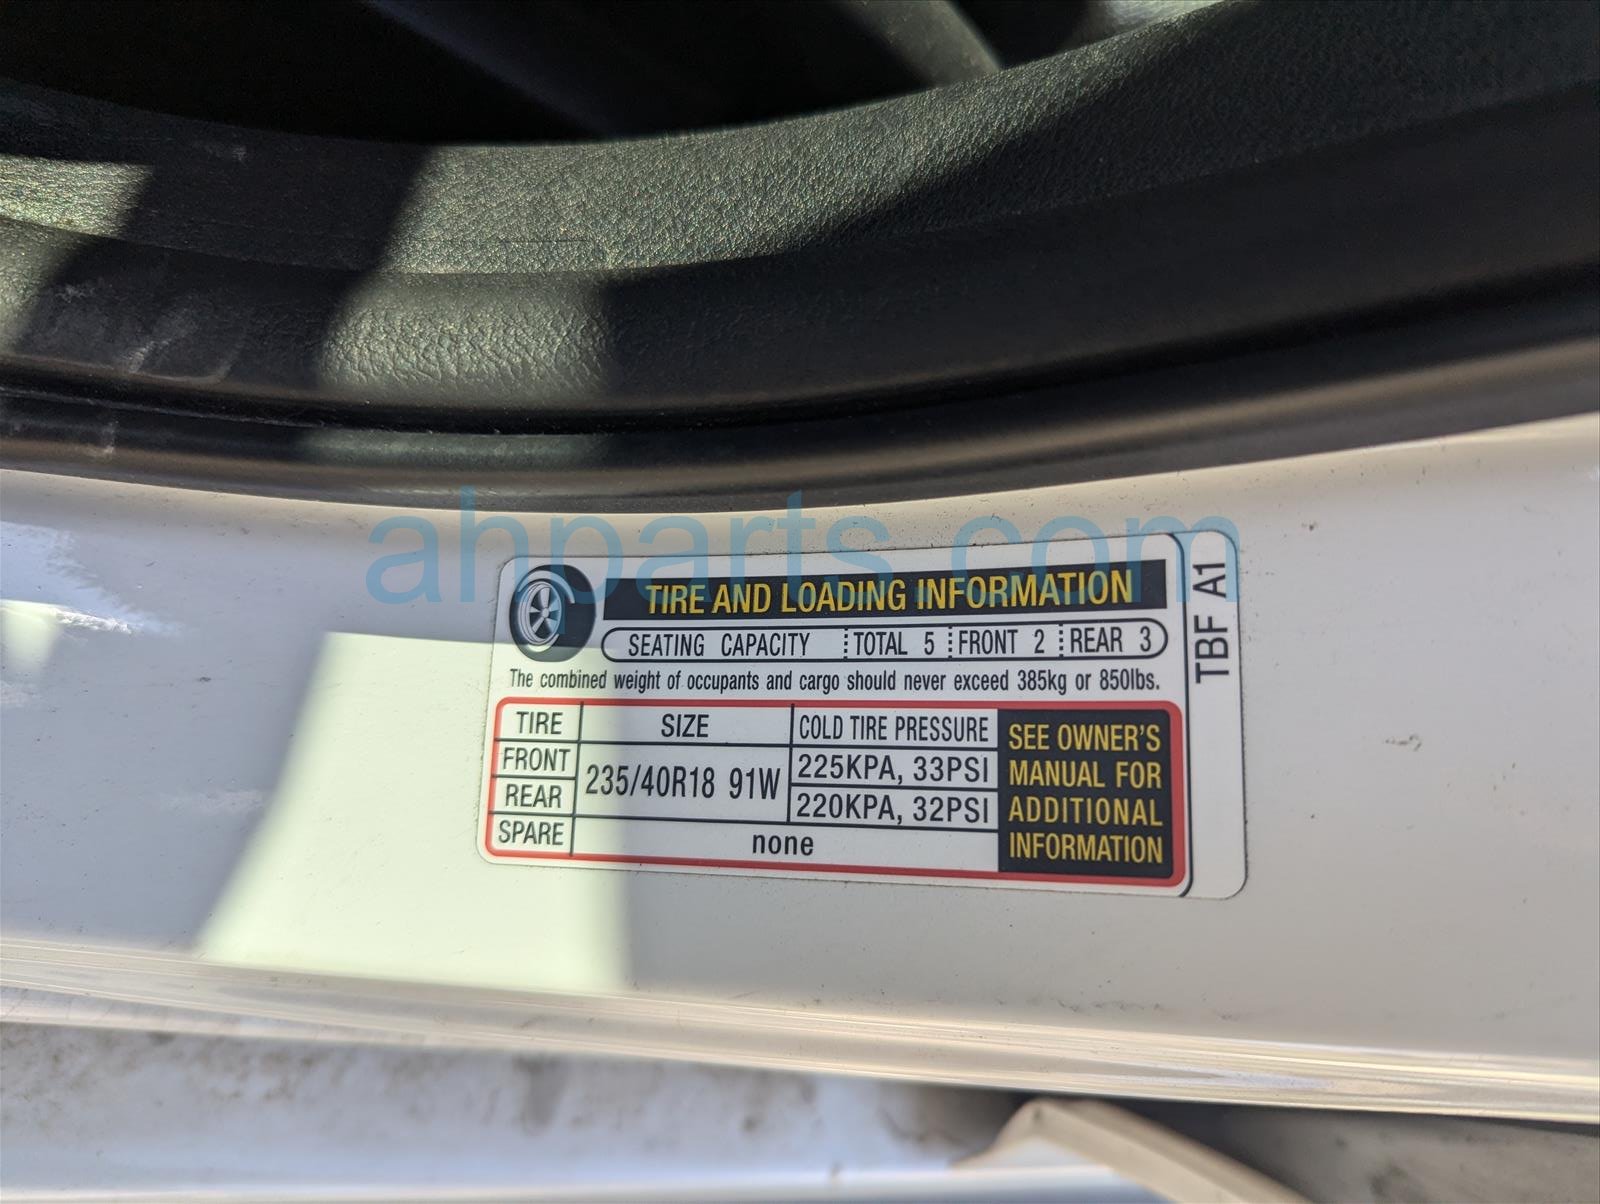 ahparts.com
TIRE AND LOADING INFORMATION
SEATING CAPACITY TOTAL 5 FRONT 2 REAR 3
The combined weight of occupants and cargo should never exceed 385kg or 850lbs.
TIRE SIZE COLD TIRE PRESSURE
FRONT 235/40R18 91W 225KPA, 33PSI
REAR 220KPA, 32PSI
SPARE none
SEE OWNER'S
MANUAL FOR
ADDITIONAL
INFORMATION
TBF A1